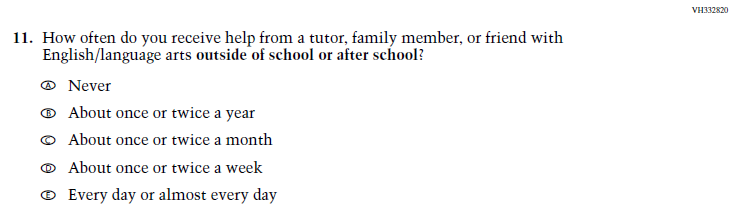 VH332820
11. How often do you receive help from a tutor, family member, or friend with
English/language arts outside of school or after school?
A Never
B About once or twice a year
C About once or twice a month
D About once or twice a week
E Every day or almost every day